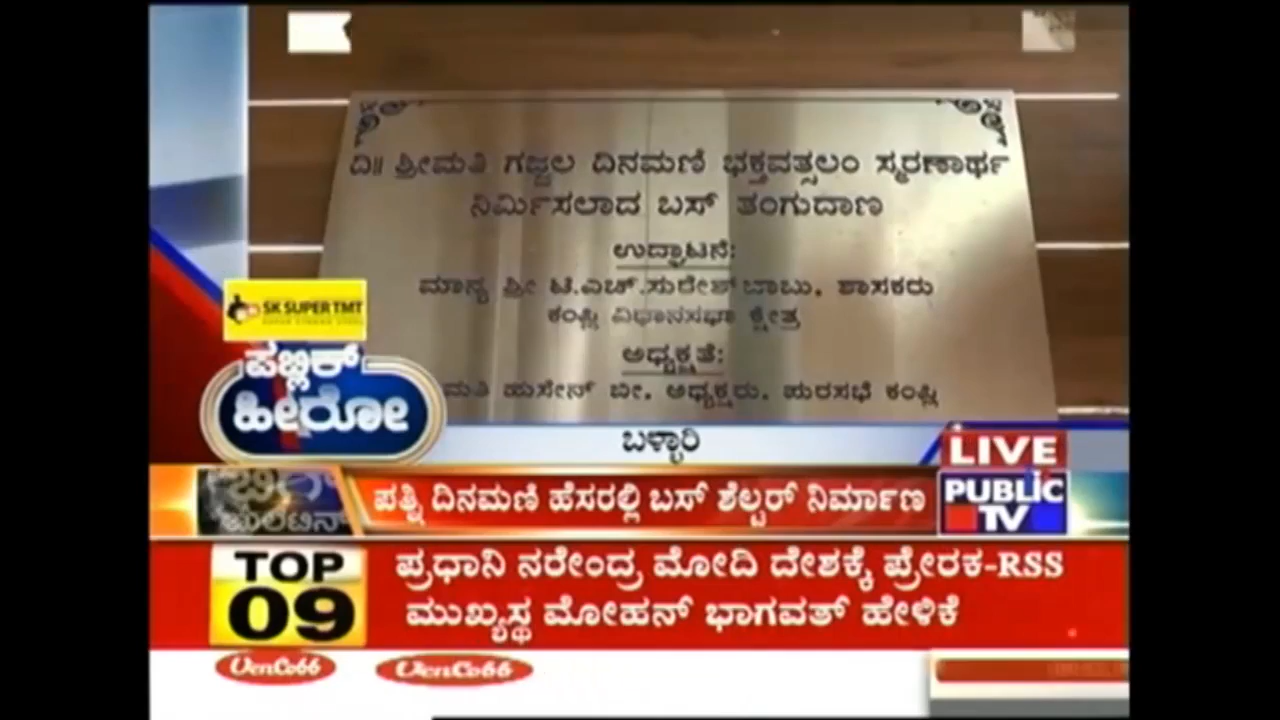 ದಿ|| ಶ್ರೀಮತಿ ಗಜ್ಜಲ ದಿನಮಣಿ ಭಕ್ತವತ್ಸಲಂ ಸ್ಮರಣಾರ್ಥ
ನಿರ್ಮಿಸಲಾದ ಬಸ್ ತಂಗುದಾಣ
ಉದ್ಘಾಟನೆ:
ಮಾನ್ಯ ಶ್ರೀ ಟಿ.ಎಚ್.ಸುರೇಶ್ ಬಾಬು, ಶಾಸಕರು
ಕಂಪ್ಲಿ ವಿಧಾನಸಭಾ ಕ್ಷೇತ್ರ
ಅಧ್ಯಕ್ಷತೆ:
ಮತಿ ಹುಸೇನ್ ಬೀ, ಅಧ್ಯಕ್ಷರು, ಪುರಸಭೆ ಕಂಪ್ಲಿ
SK SUPER TMT
ಪಬ್ಲಿಕ್
ಹೀರೋ
ಬಳ್ಳಾರಿ
LIVE
PUBLIC
TV
ಪತ್ನಿ ದಿನಮಣಿ ಹೆಸರಲ್ಲಿ ಬಸ್ ಶೆಲ್ಟರ್ ನಿರ್ಮಾಣ
TOP
09
ಪ್ರಧಾನಿ ನರೇಂದ್ರ ಮೋದಿ ದೇಶಕ್ಕೆ ಪ್ರೇರಕ-RSS
ಮುಖ್ಯಸ್ಥ ಮೋಹನ್ ಭಾಗವತ್ ಹೇಳಿಕೆ